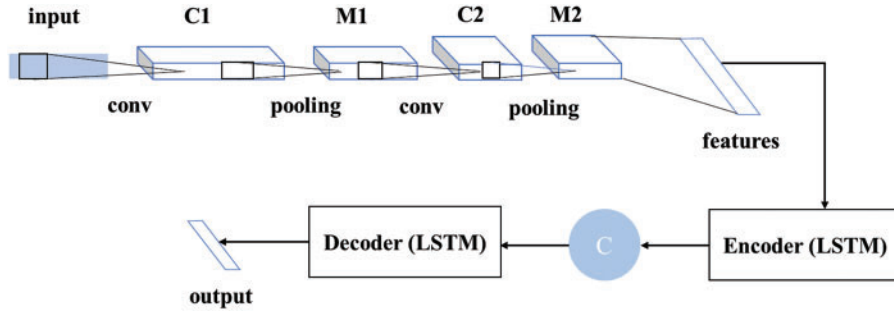 input
C1
M1
C2
M2
conv
pooling
conv
pooling
features
Decoder (LSTM)
C
Encoder (LSTM)
output